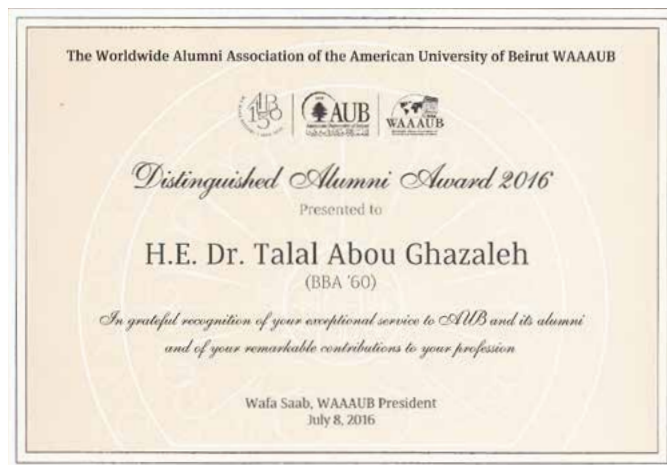 The Worldwide Alumni Association of the American University of Beirut WAAAUB
AUB
150
AUB
WAAAUB
Distinguished Alumni Award 2016
Presented to
H.E. Dr. Talal Abou Ghazaleh
(BBA '60)
In grateful recognition of your exceptional service to AUB and its alumni
and of your remarkable contributions to your profession
Wafa Saab, WAAAUB President
July 8, 2016